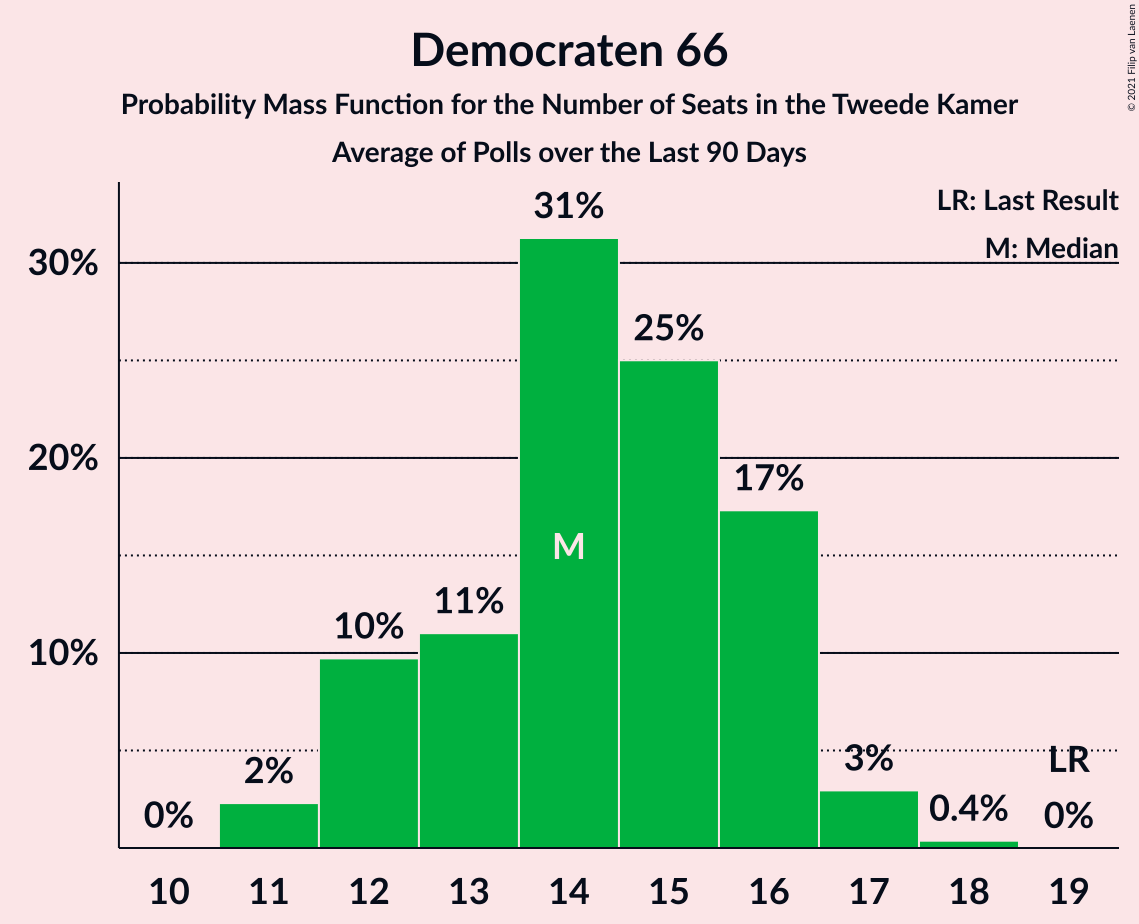 Democraten 66
Probability Mass Function for the Number of Seats in the Tweede Kamer
Average of Polls over the Last 90 Days
© 2021 Filip van Laenen
LR: Last Result
M: Median
30%
20%
10%
0%
2%
10%
11%
31%
M
25%
17%
3%
0.4%
LR
0%
10 11 12 13 14 15 16 17 18 19